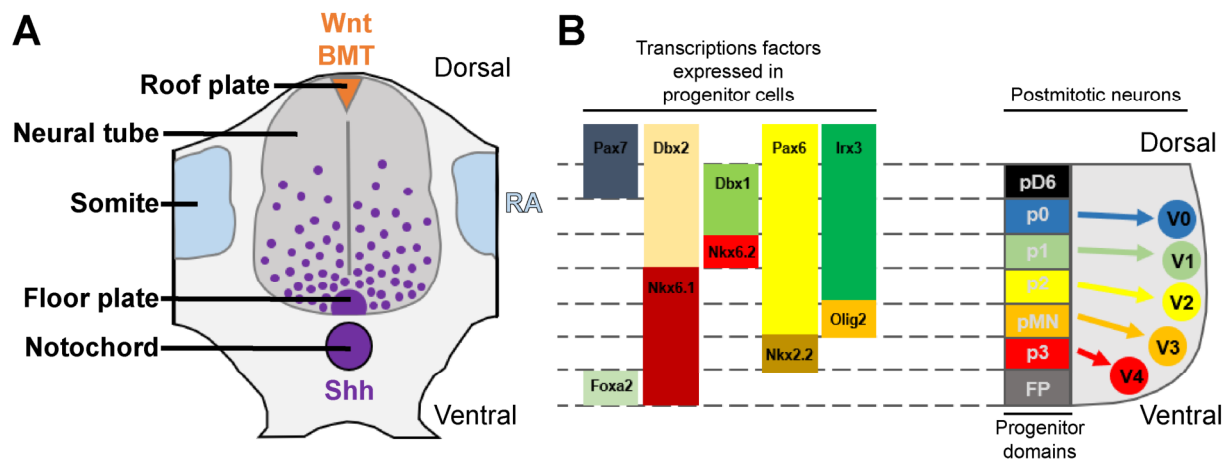 A
Wnt
BMT
Dorsal
Roof plate
Neural tube
Somite
RA
Floor plate
Notochord
Shh
Ventral
B
Transcriptions factors
expressed in
progenitor cells
Postmitotic neurons
Dorsal
Pax7
Dbx2
Pax6
Irx3
Dbx1
Nkx6.2
Nkx6.1
Olig2
Nkx2.2
Foxa2
pD6
p0
p1
p2
pMN
p3
FP
V0
V1
V2
V3
V4
Ventral
Progenitor
domains